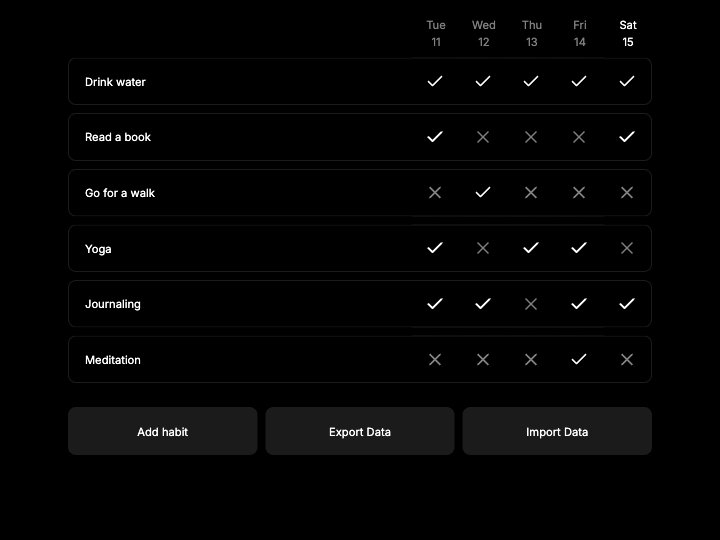 Tue Wed Thu Fri Sat
11 12 13 14 15
Drink water
Read a book
Go for a walk
Yoga
Journaling
Meditation
Add habit Export Data Import Data